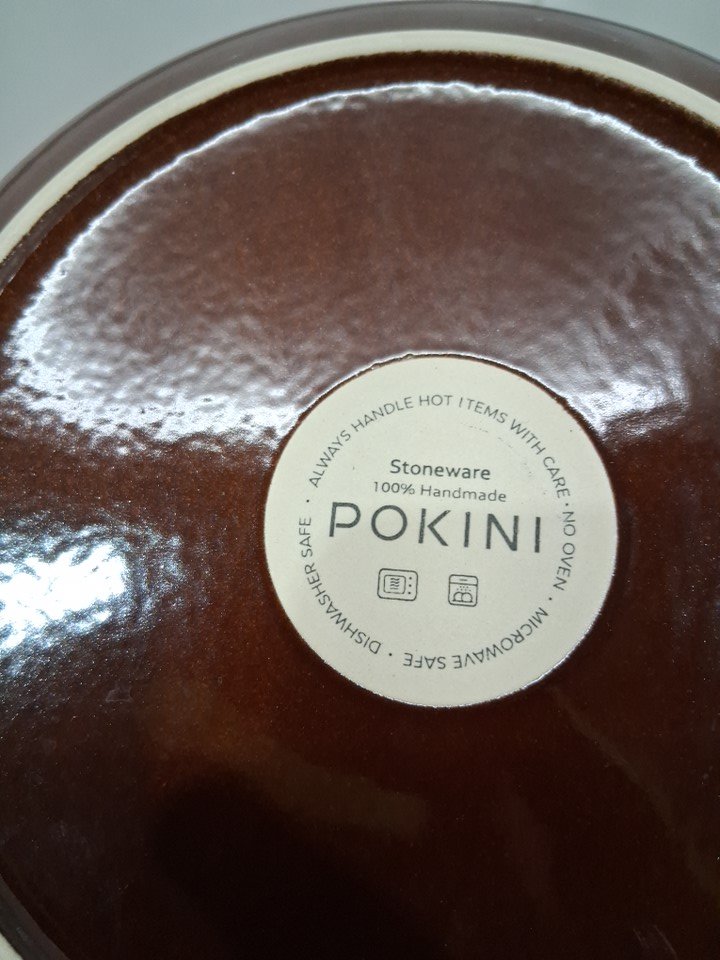 ALWAYS HANDLE HOT ITEMS WITH CARE · NO OVEN · MICROWAVE SAFE · DISHWASHER SAFE ·
Stoneware
100% Handmade
POKINI